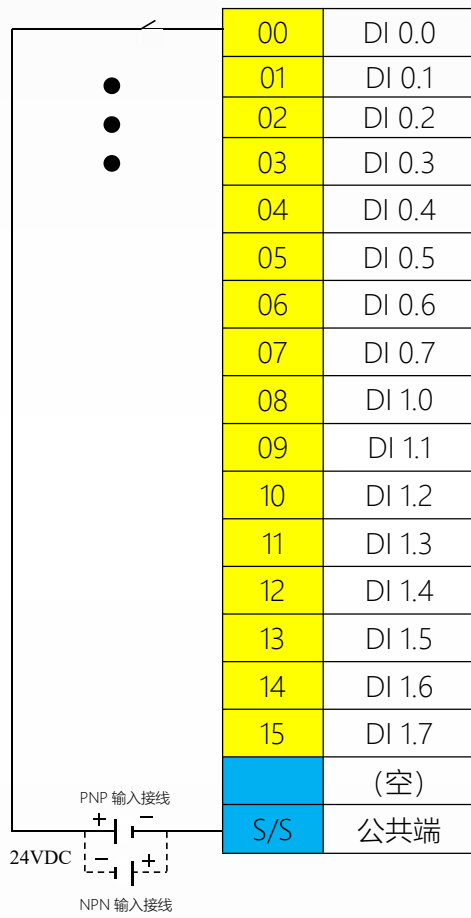 00 DI 0.0
01 DI 0.1
02 DI 0.2
03 DI 0.3
04 DI 0.4
05 DI 0.5
06 DI 0.6
07 DI 0.7
08 DI 1.0
09 DI 1.1
10 DI 1.2
11 DI 1.3
12 DI 1.4
13 DI 1.5
14 DI 1.6
15 DI 1.7
(空)
PNP 输入接线
+ −
S/S 公共端
24VDC
− +
NPN 输入接线